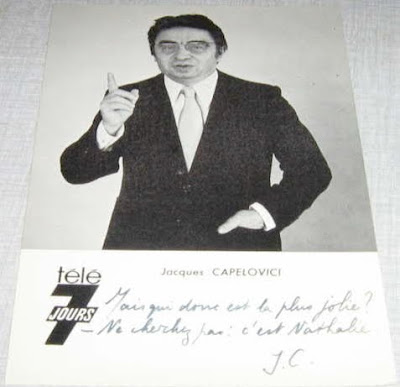 Jacques CAPELOVICI
télé
7
JOURS
Mais qui donc est la plus jolie?
— Ne cherchez pas: c'est Nathalie
J.C.